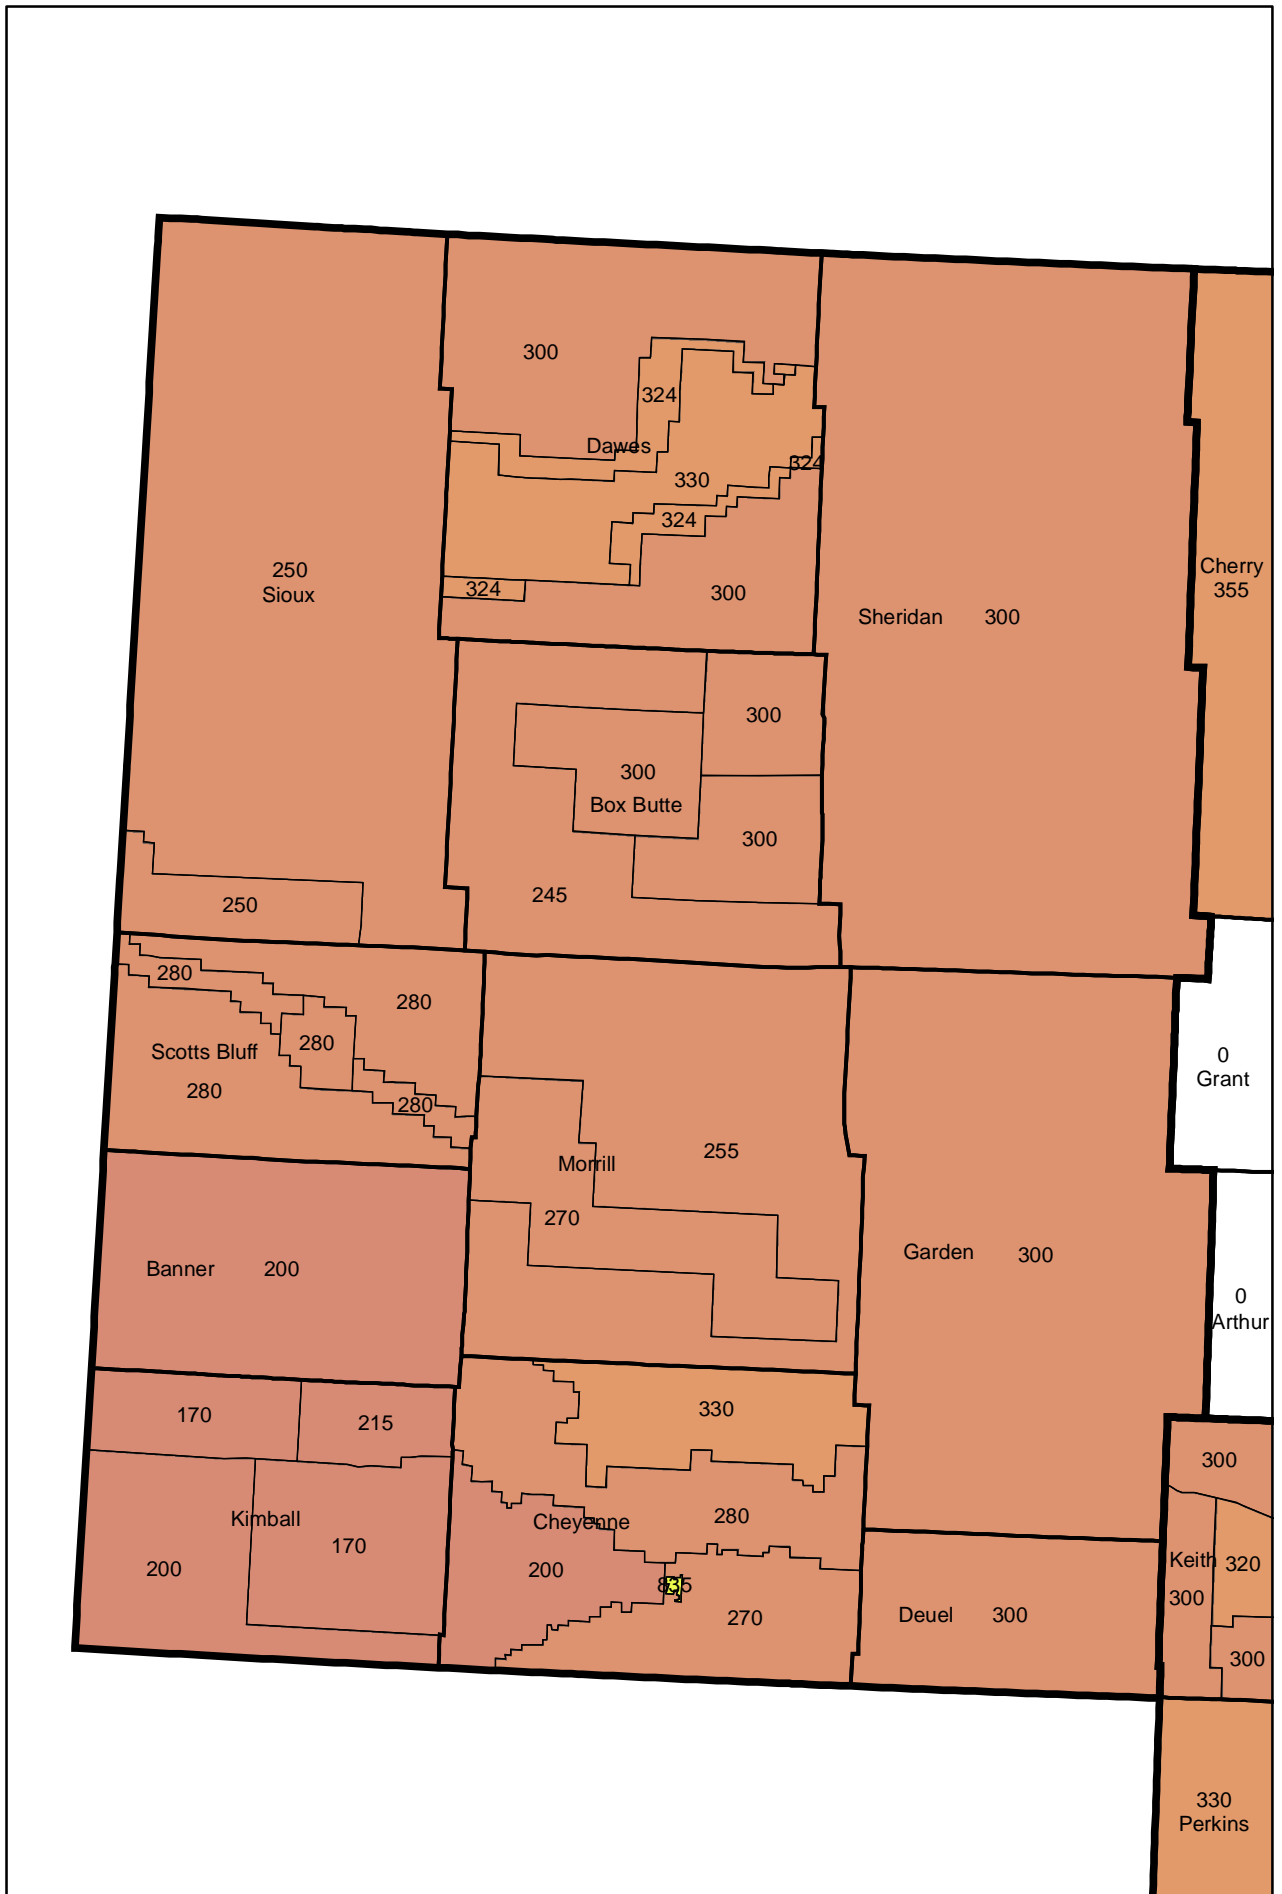 300
324
Dawes
324
330
324
250
Sioux
324
300
Cherry
355
Sheridan 300
300
300
Box Butte
300
245
250
280
280
280
Scotts Bluff
280
280
0
Grant
255
Morrill
270
Garden 300
Banner 200
0
Arthur
170
215
330
300
Kimball
Cheyenne
280
170
200
200
835
270
Deuel 300
Keith
320
300
300
330
Perkins